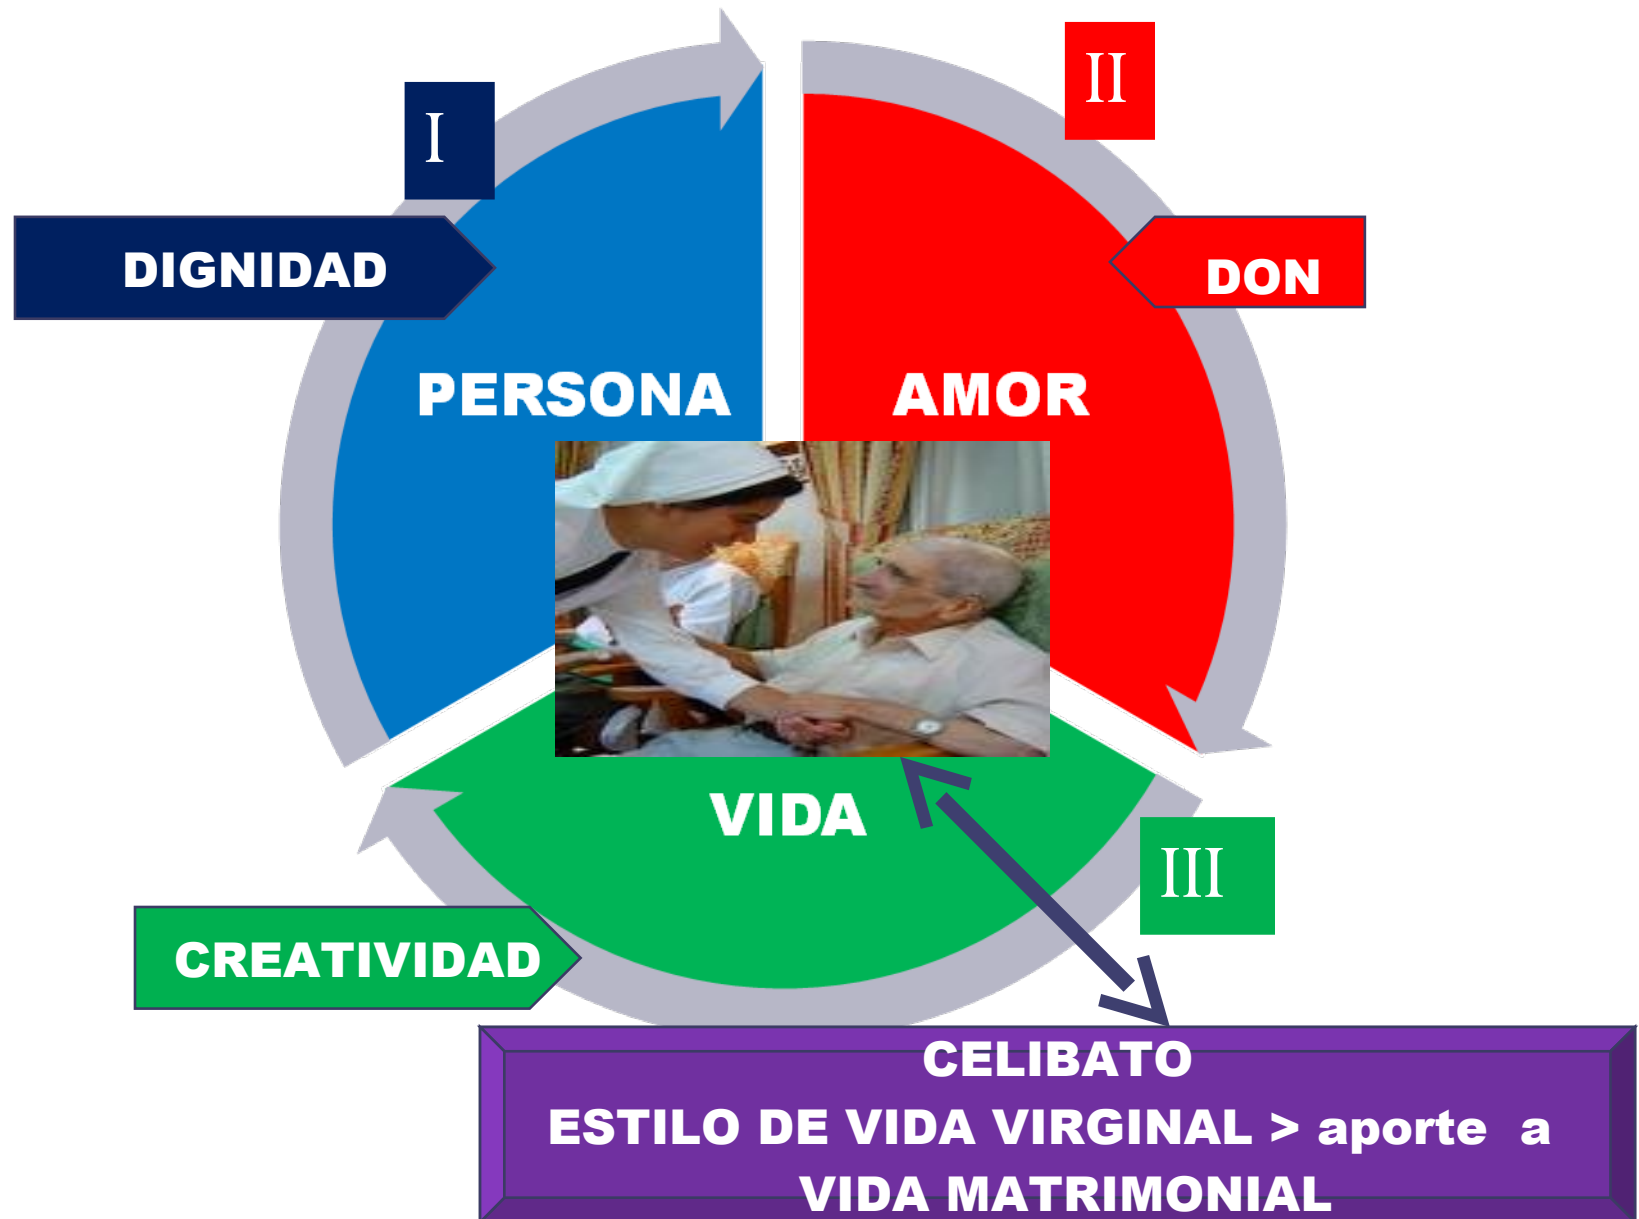 I
II
DIGNIDAD
DON
PERSONA
AMOR
VIDA
III
CREATIVIDAD
CELIBATO
ESTILO DE VIDA VIRGINAL > aporte a
VIDA MATRIMONIAL